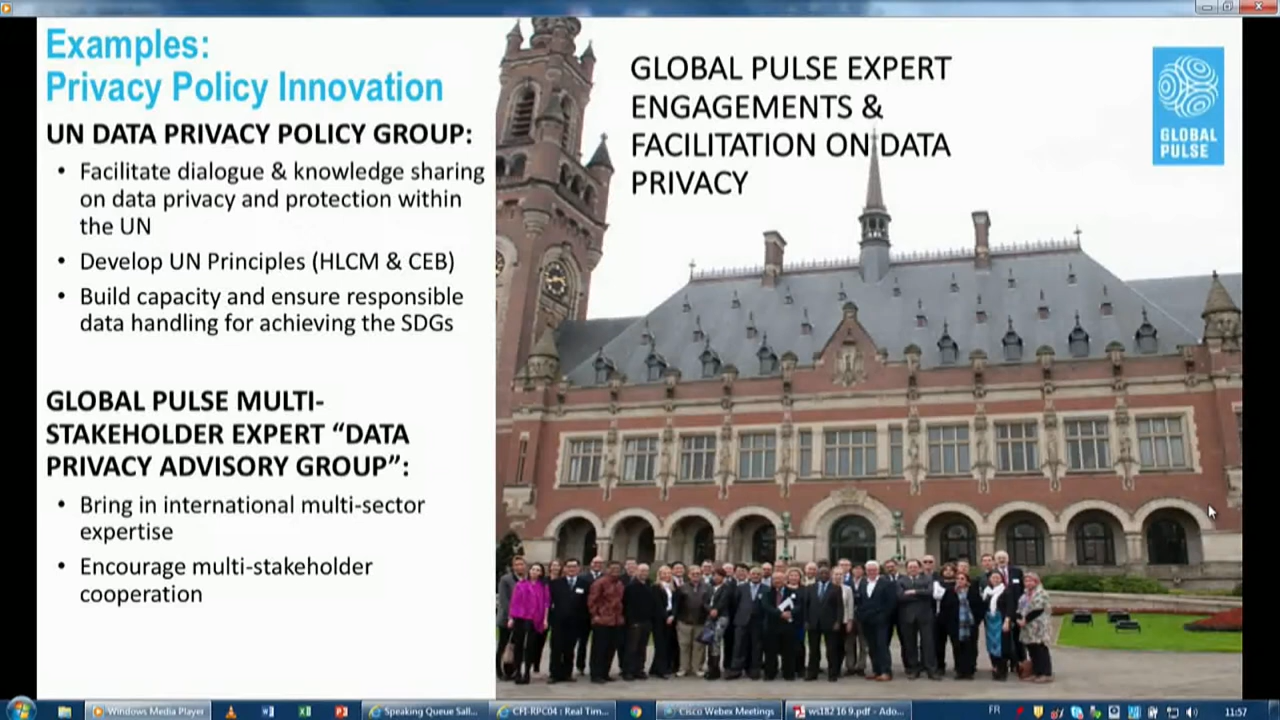 Examples:
Privacy Policy Innovation
UN DATA PRIVACY POLICY GROUP:
• Facilitate dialogue & knowledge sharing
on data privacy and protection within
the UN
• Develop UN Principles (HLCM & CEB)
• Build capacity and ensure responsible
data handling for achieving the SDGs
GLOBAL PULSE MULTI-
STAKEHOLDER EXPERT “DATA
PRIVACY ADVISORY GROUP”:
• Bring in international multi-sector
expertise
• Encourage multi-stakeholder
cooperation
GLOBAL PULSE EXPERT
ENGAGEMENTS &
FACILITATION ON DATA
PRIVACY
GLOBAL
PULSE
Windows Media Player
Speaking Queue Sall...
CFI-RPC04 : Real Tim...
Cisco Webex Meetings
ws182 16 9.pdf - Ado...
FR
11:57